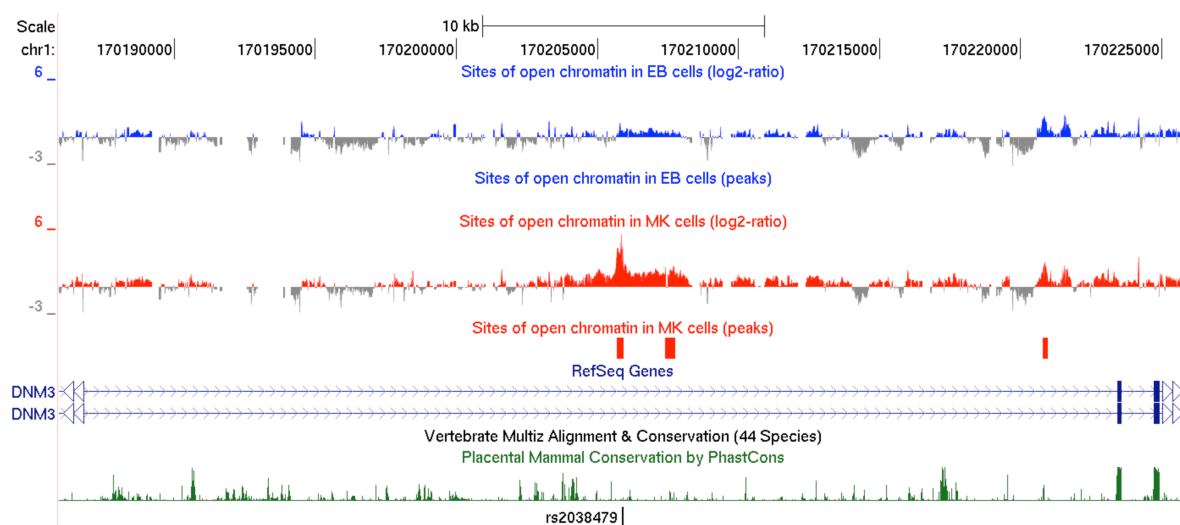 Scale 10 kb
chr1: 170190000 170195000 170200000 170205000 170210000 170215000 170220000 170225000
Sites of open chromatin in EB cells (log2-ratio)
6 _
-3 _
Sites of open chromatin in EB cells (peaks)
Sites of open chromatin in MK cells (log2-ratio)
6 _
-3 _
Sites of open chromatin in MK cells (peaks)
RefSeq Genes
DNM3
DNM3
Vertebrate Multiz Alignment & Conservation (44 Species)
Placental Mammal Conservation by PhastCons
rs2038479